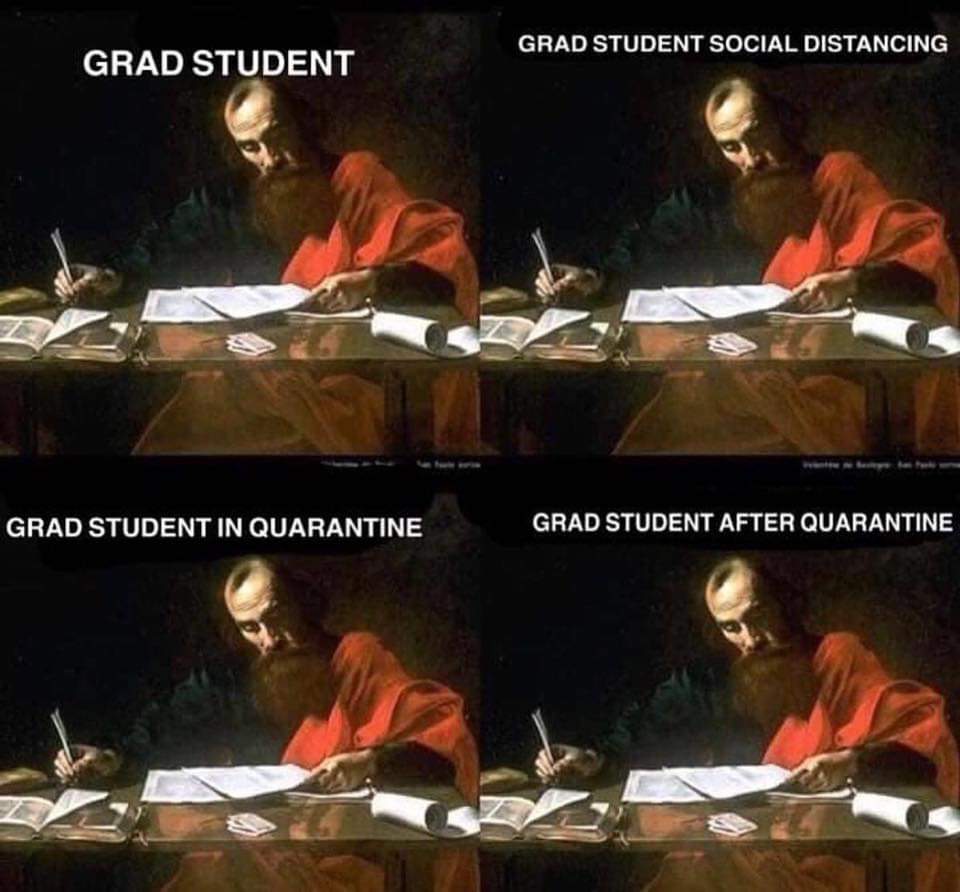 GRAD STUDENT
GRAD STUDENT SOCIAL DISTANCING
GRAD STUDENT IN QUARANTINE
GRAD STUDENT AFTER QUARANTINE